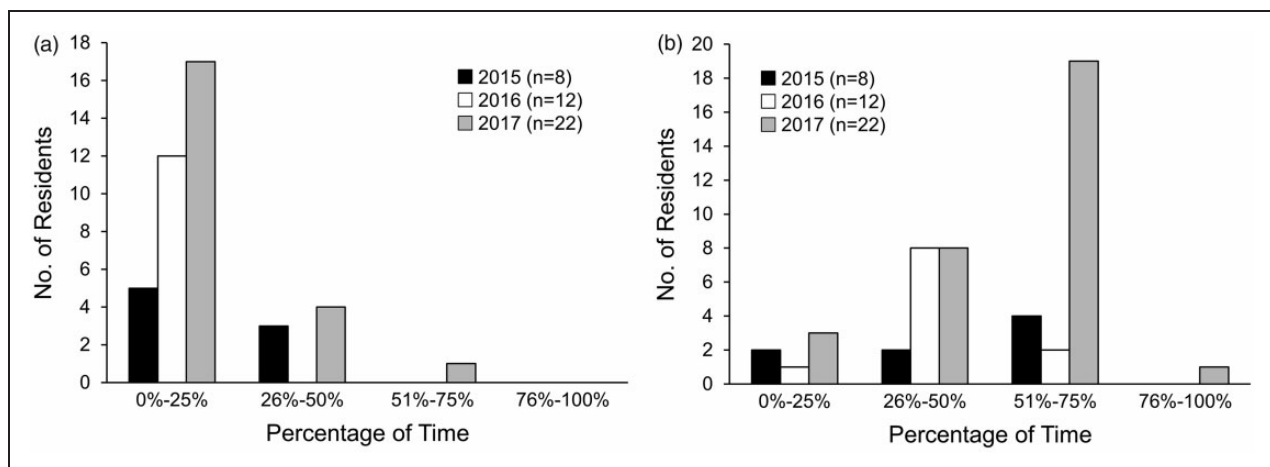 (a)
No. of Residents
18
16
14
12
10
8
6
4
2
0
2015 (n=8)
2016 (n=12)
2017 (n=22)
0%-25% 26%-50% 51%-75% 76%-100%
Percentage of Time
(b)
No. of Residents
20
18
16
14
12
10
8
6
4
2
0
2015 (n=8)
2016 (n=12)
2017 (n=22)
0%-25% 26%-50% 51%-75% 76%-100%
Percentage of Time